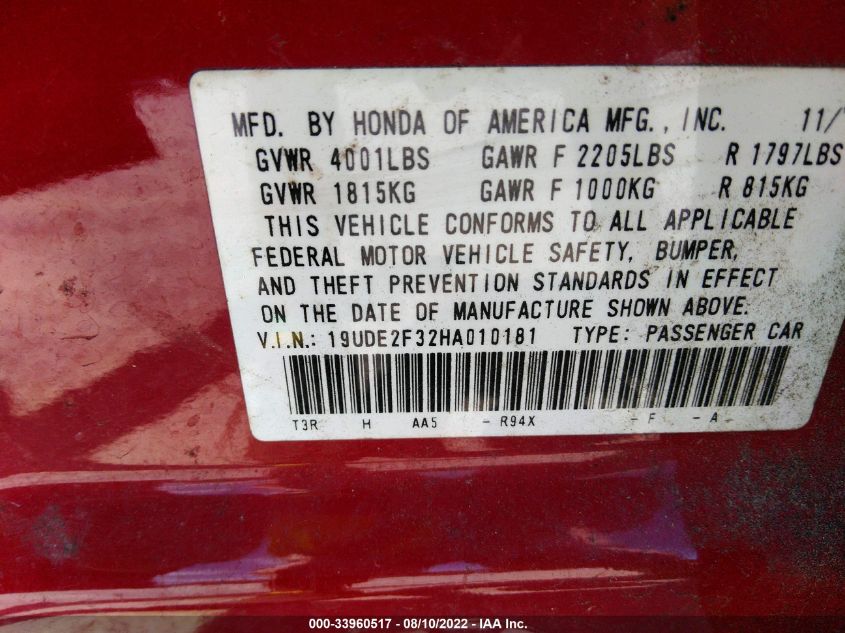 MFD. BY HONDA OF AMERICA MFG., INC. 11/
GVWR 4001LBS GAWR F 2205LBS R 1797LBS
GVWR 1815KG GAWR F 1000KG R 815KG
THIS VEHICLE CONFORMS TO ALL APPLICABLE
FEDERAL MOTOR VEHICLE SAFETY, BUMPER,
AND THEFT PREVENTION STANDARDS IN EFFECT
ON THE DATE OF MANUFACTURE SHOWN ABOVE.
V.I.N.: 19UDE2F32HA010181 TYPE: PASSENGER CAR
T3R H AA5 - R94X - F - A
000-33960517 - 08/10/2022 - IAA Inc.